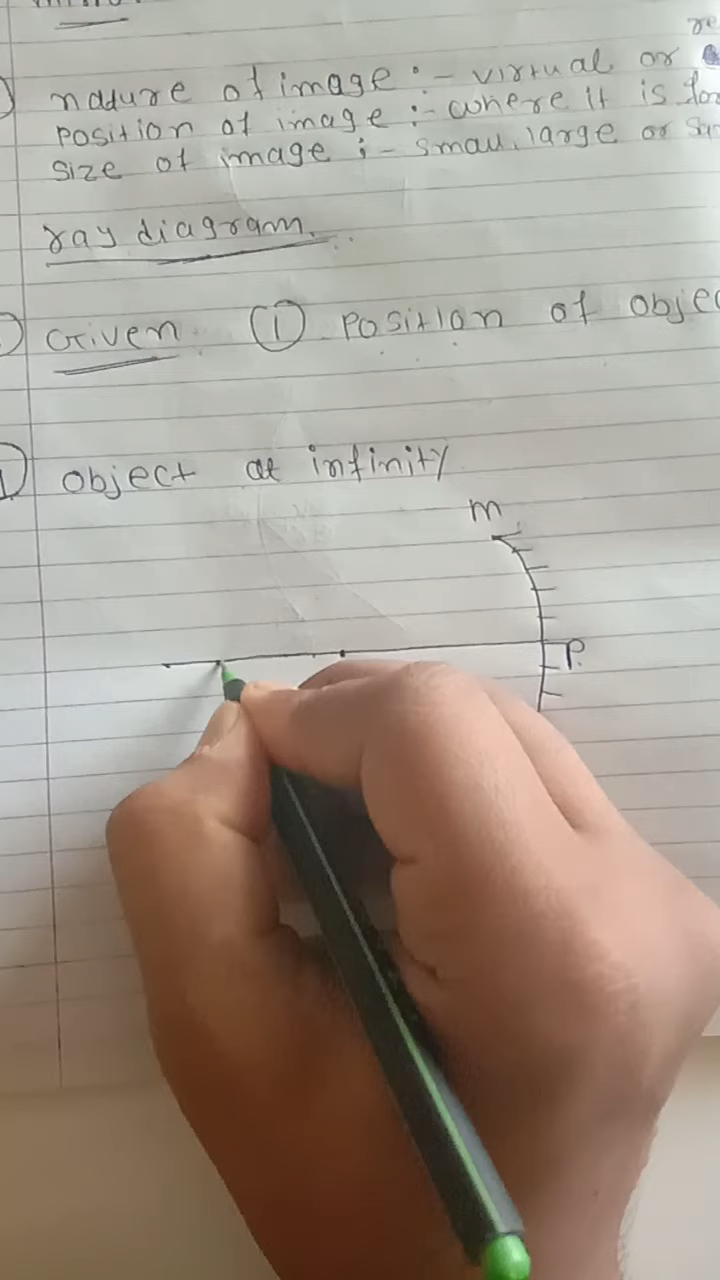 nature of image :- virtual or
Position of image :- where it is
size of image :- small, large or
ray diagram.
Given ① Position of
object at infinity
m
P.